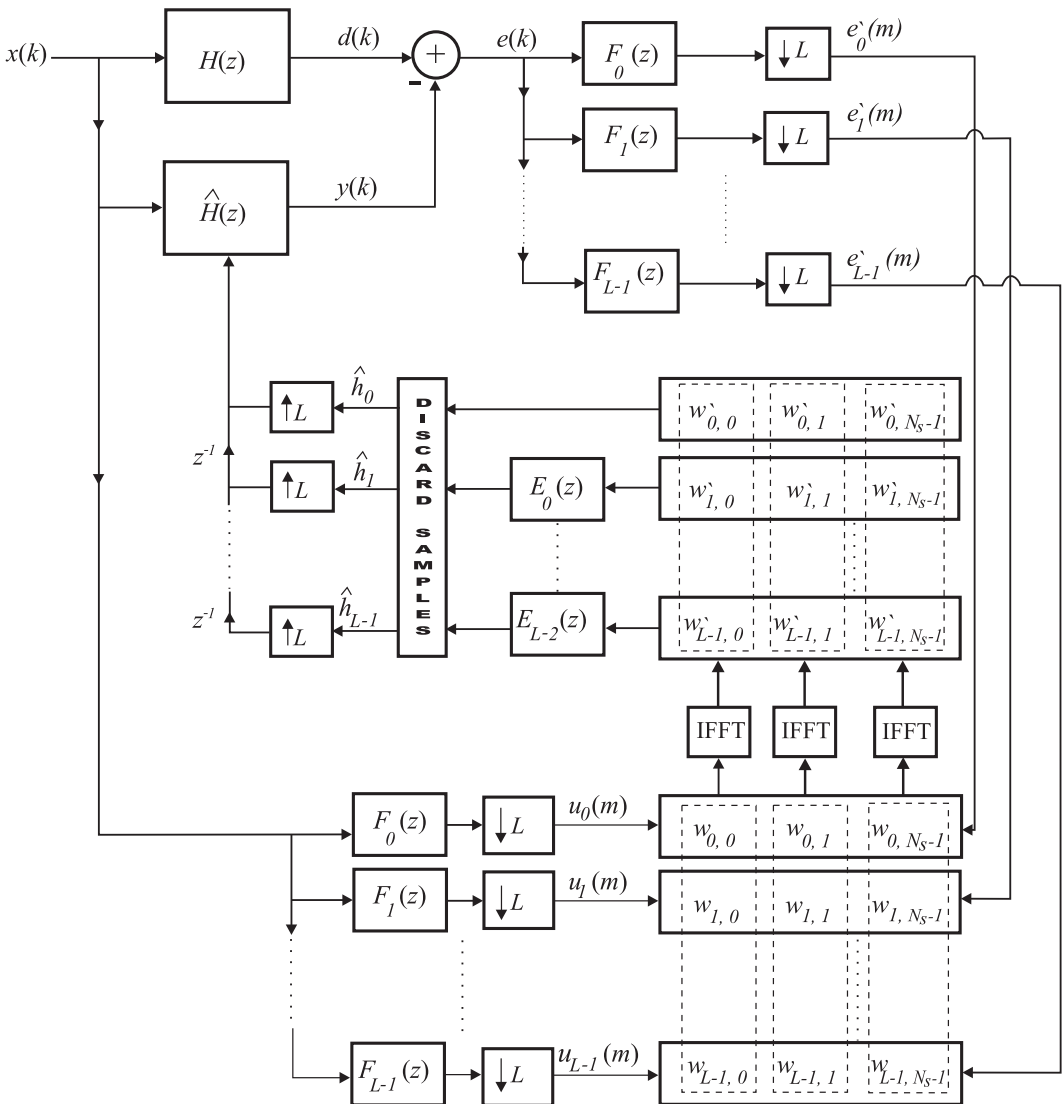 x(k) H(z) d(k) + e(k) F_0(z) ↓L e`_0(m)
-
F_1(z) ↓L e`_1(m)
Ĥ(z) y(k)
F_{L-1}(z) ↓L e`_{L-1}(m)
↑L ĥ_0 DISCARD SAMPLES w`_{0, 0} w`_{0, 1} w`_{0, N_s-1}
z^{-1} ↑L ĥ_1 E_0(z) w`_{1, 0} w`_{1, 1} w`_{1, N_s-1}
z^{-1} ↑L ĥ_{L-1} E_{L-2}(z) w`_{L-1, 0} w`_{L-1, 1} w`_{L-1, N_s-1}
IFFT IFFT IFFT
F_0(z) ↓L u_0(m) w_{0, 0} w_{0, 1} w_{0, N_s-1}
F_1(z) ↓L u_1(m) w_{1, 0} w_{1, 1} w_{1, N_s-1}
F_{L-1}(z) ↓L u_{L-1}(m) w_{L-1, 0} w_{L-1, 1} w_{L-1, N_s-1}